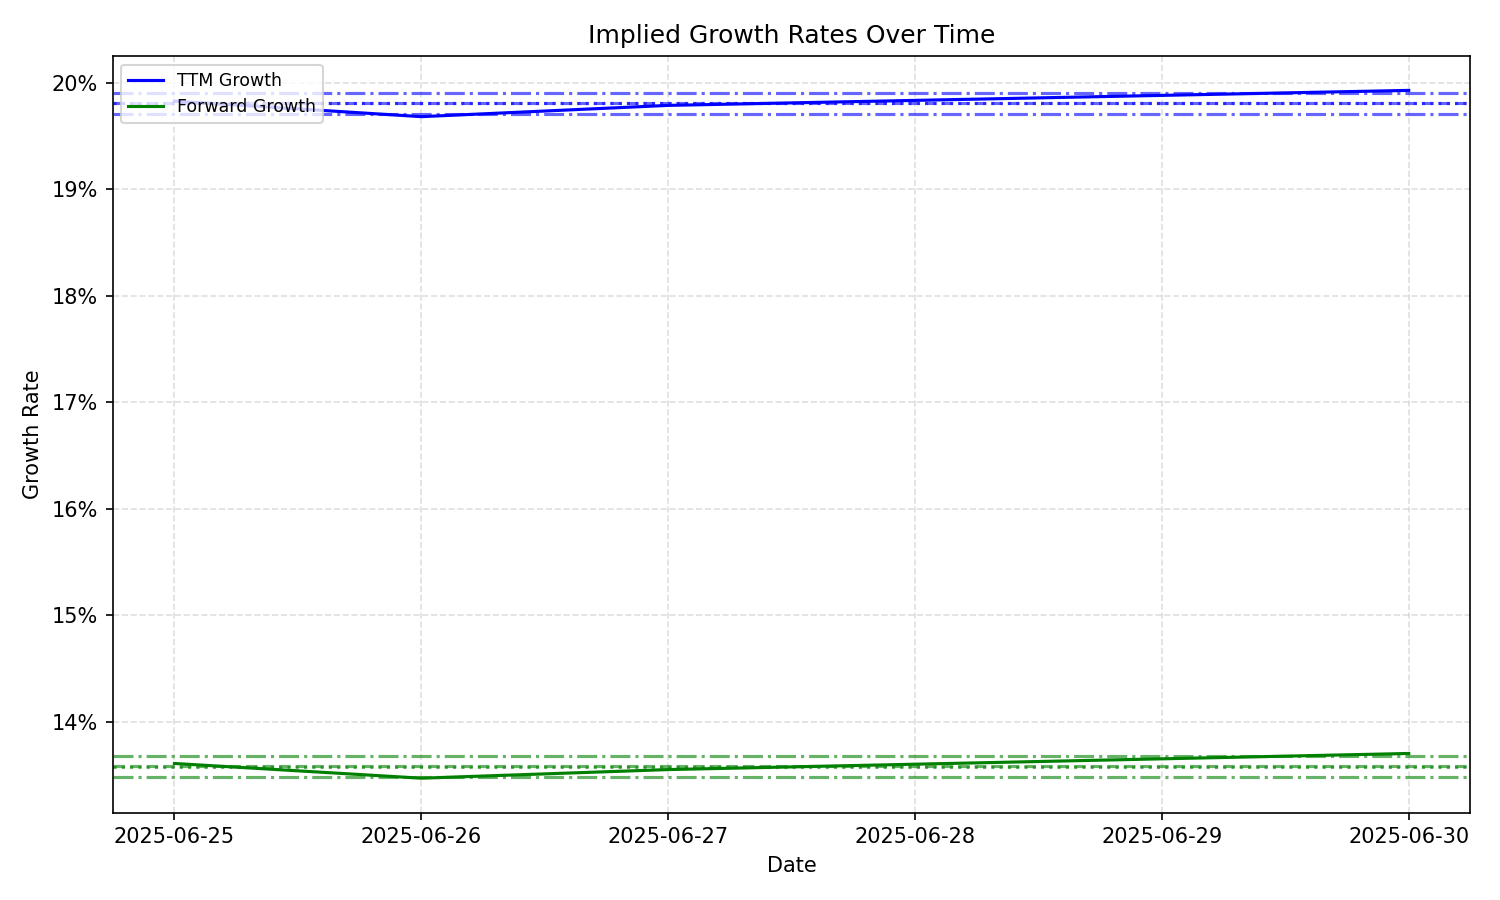 Implied Growth Rates Over Time
TTM Growth
Forward Growth
20%
19%
18%
17%
16%
15%
14%
Growth Rate
2025-06-25
2025-06-26
2025-06-27
2025-06-28
2025-06-29
2025-06-30
Date